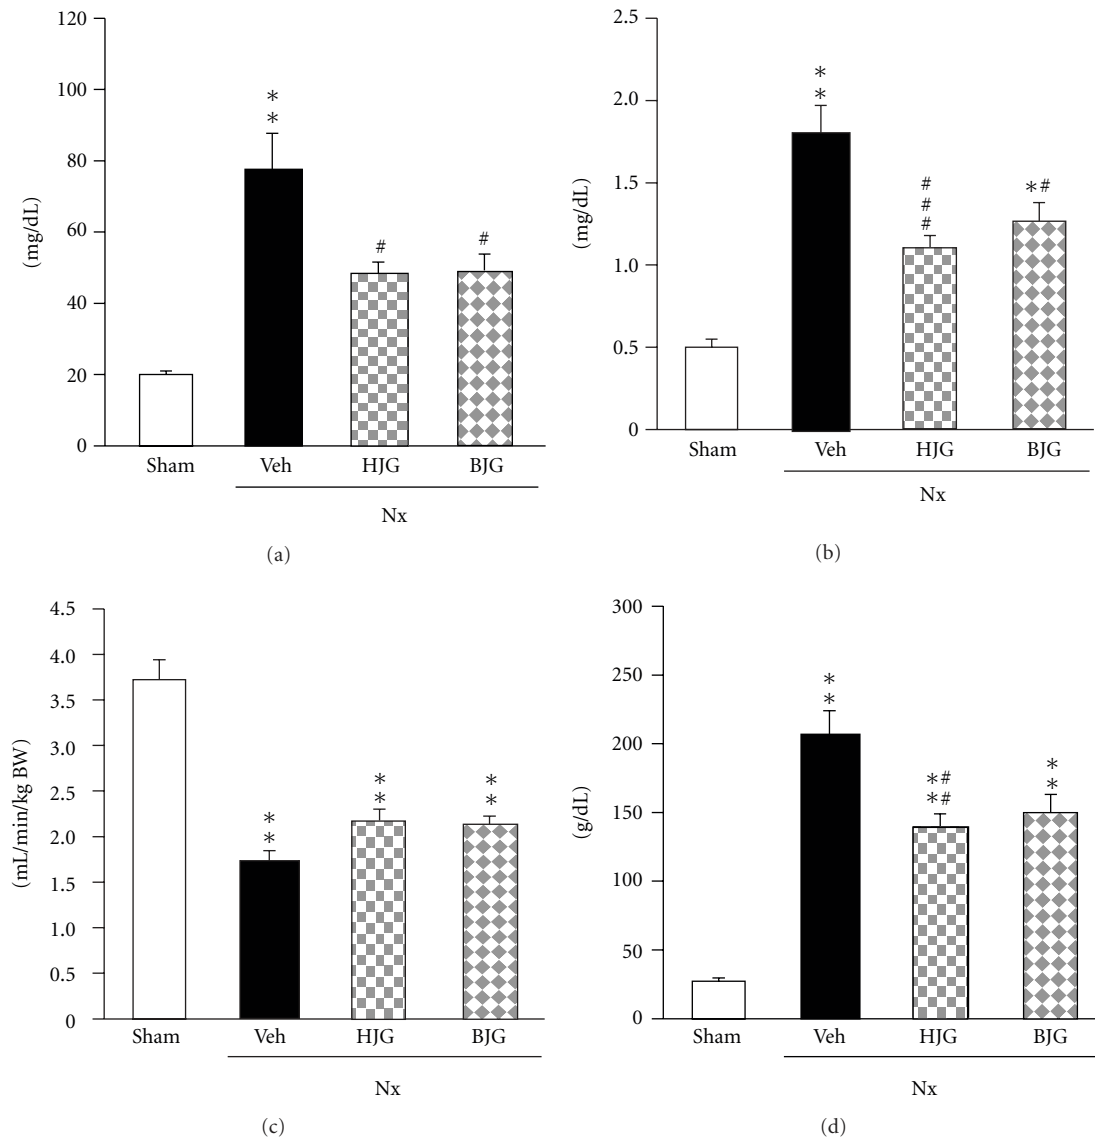 120
100
80
60
40
20
0
(mg/dL)
* *
#
#
Sham Veh HJG BJG
Nx
(a)
2.5
2.0
1.5
1.0
0.5
0
(mg/dL)
* *
# # #
*#
Sham Veh HJG BJG
Nx
(b)
4.5
4.0
3.5
3.0
2.5
2.0
1.5
1.0
0.5
0
(mL/min/kg BW)
* *
* *
* *
Sham Veh HJG BJG
Nx
(c)
300
250
200
150
100
50
0
(g/dL)
* *
*#
*#
* *
Sham Veh HJG BJG
Nx
(d)